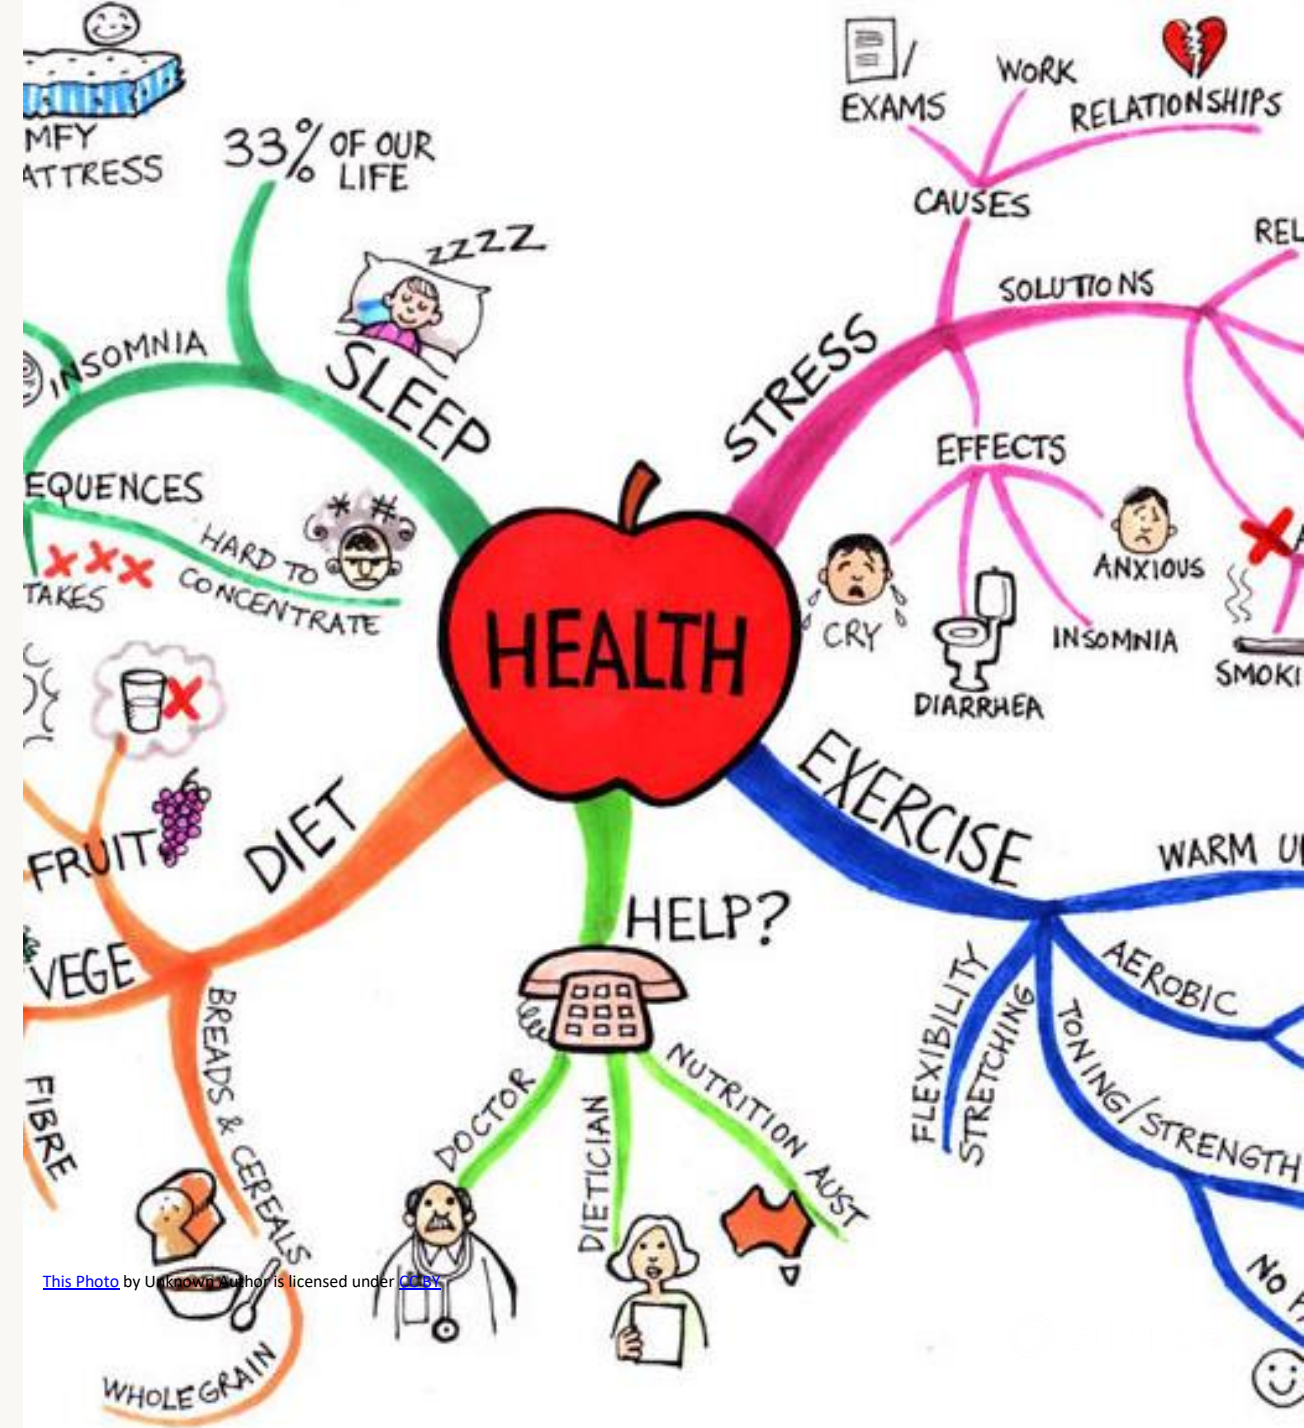 MFY
ATTRESS
33% OF OUR
LIFE
ZZZZ
SLEEP
INSOMNIA
EQUENCES
HARD TO
CONCENTRATE
TAKES
EXAMS
WORK
RELATIONSHIPS
CAUSES
REL
SOLUTIONS
STRESS
EFFECTS
CRY
DIARRHEA
INSOMNIA
ANXIOUS
SMOKI
HEALTH
DIET
FRUIT
VEGE
FIBRE
BREADS & CEREALS
WHOLEGRAIN
HELP?
DOCTOR
DIETICIAN
NUTRITION AUST
EXERCISE
WARM U
AEROBIC
FLEXIBILITY
STRETCHING
TONING/STRENGTH
NO
This Photo by Unknown Author is licensed under CC BY